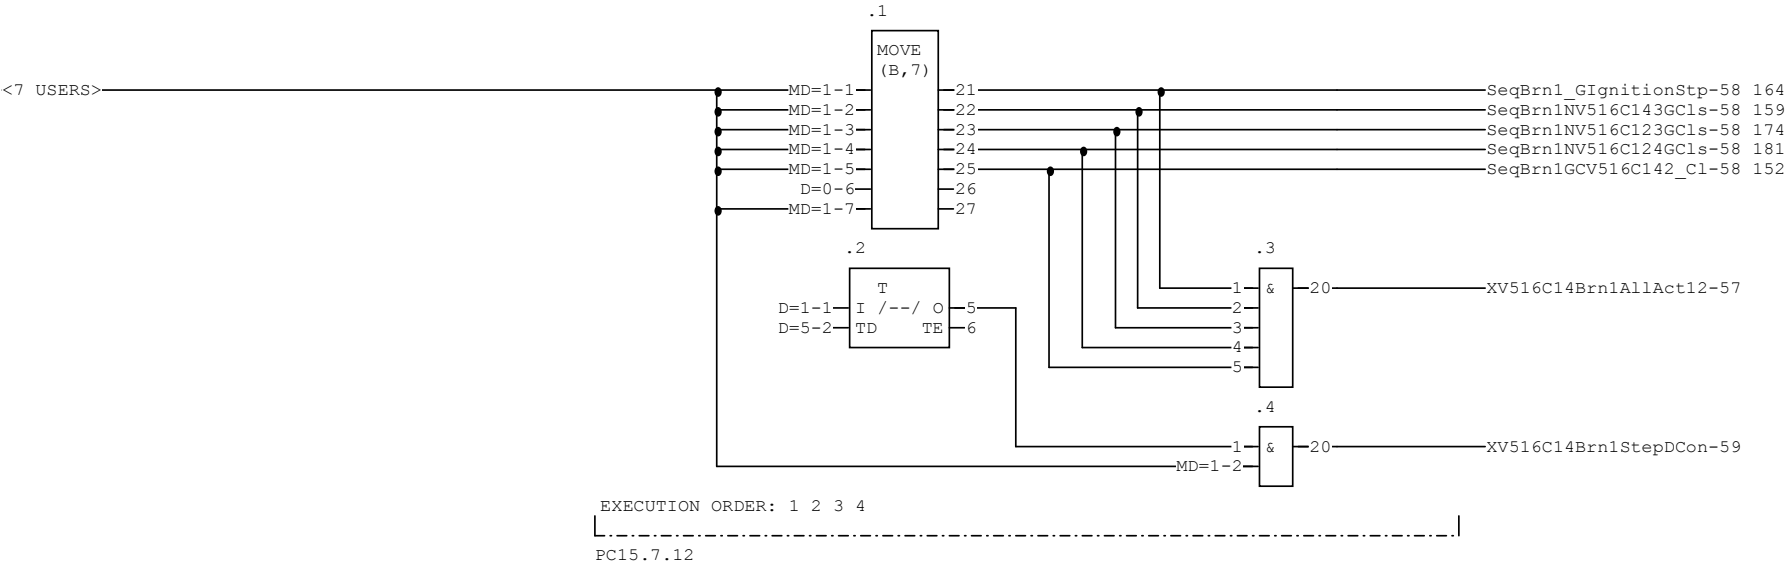 .1
MOVE
(B,7)
<7 USERS> MD=1-1 21 SeqBrn1_GIgnitionStp-58 164
MD=1-2 22 SeqBrn1NV516C143GCls-58 159
MD=1-3 23 SeqBrn1NV516C123GCls-58 174
MD=1-4 24 SeqBrn1NV516C124GCls-58 181
MD=1-5 25 SeqBrn1GCV516C142_Cl-58 152
D=0-6 26
MD=1-7 27
.2 .3
T
D=1-1 I /--/ O 5 1 & 20 XV516C14Brn1AllAct12-57
2
D=5-2 TD TE 6 3
4
5
.4
1 & 20 XV516C14Brn1StepDCon-59
MD=1-2
EXECUTION ORDER: 1 2 3 4
PC15.7.12